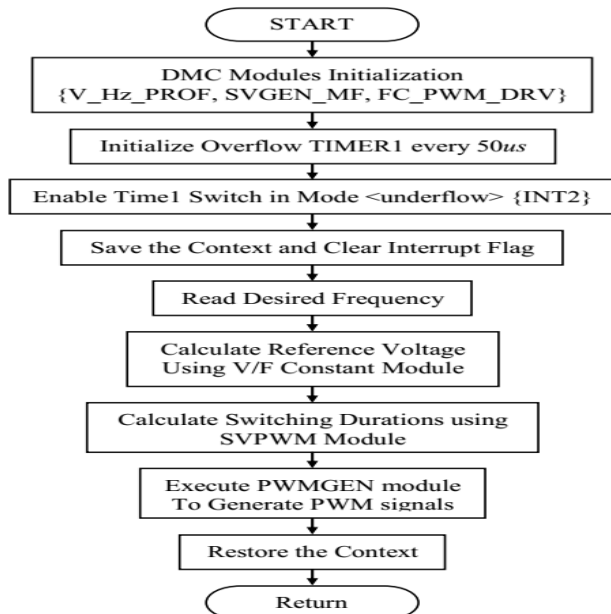 START
DMC Modules Initialization
{V_Hz_PROF, SVGEN_MF, FC_PWM_DRV}
Initialize Overflow TIMER1 every 50us
Enable Time1 Switch in Mode <underflow> {INT2}
Save the Context and Clear Interrupt Flag
Read Desired Frequency
Calculate Reference Voltage
Using V/F Constant Module
Calculate Switching Durations using
SVPWM Module
Execute PWMGEN module
To Generate PWM signals
Restore the Context
Return